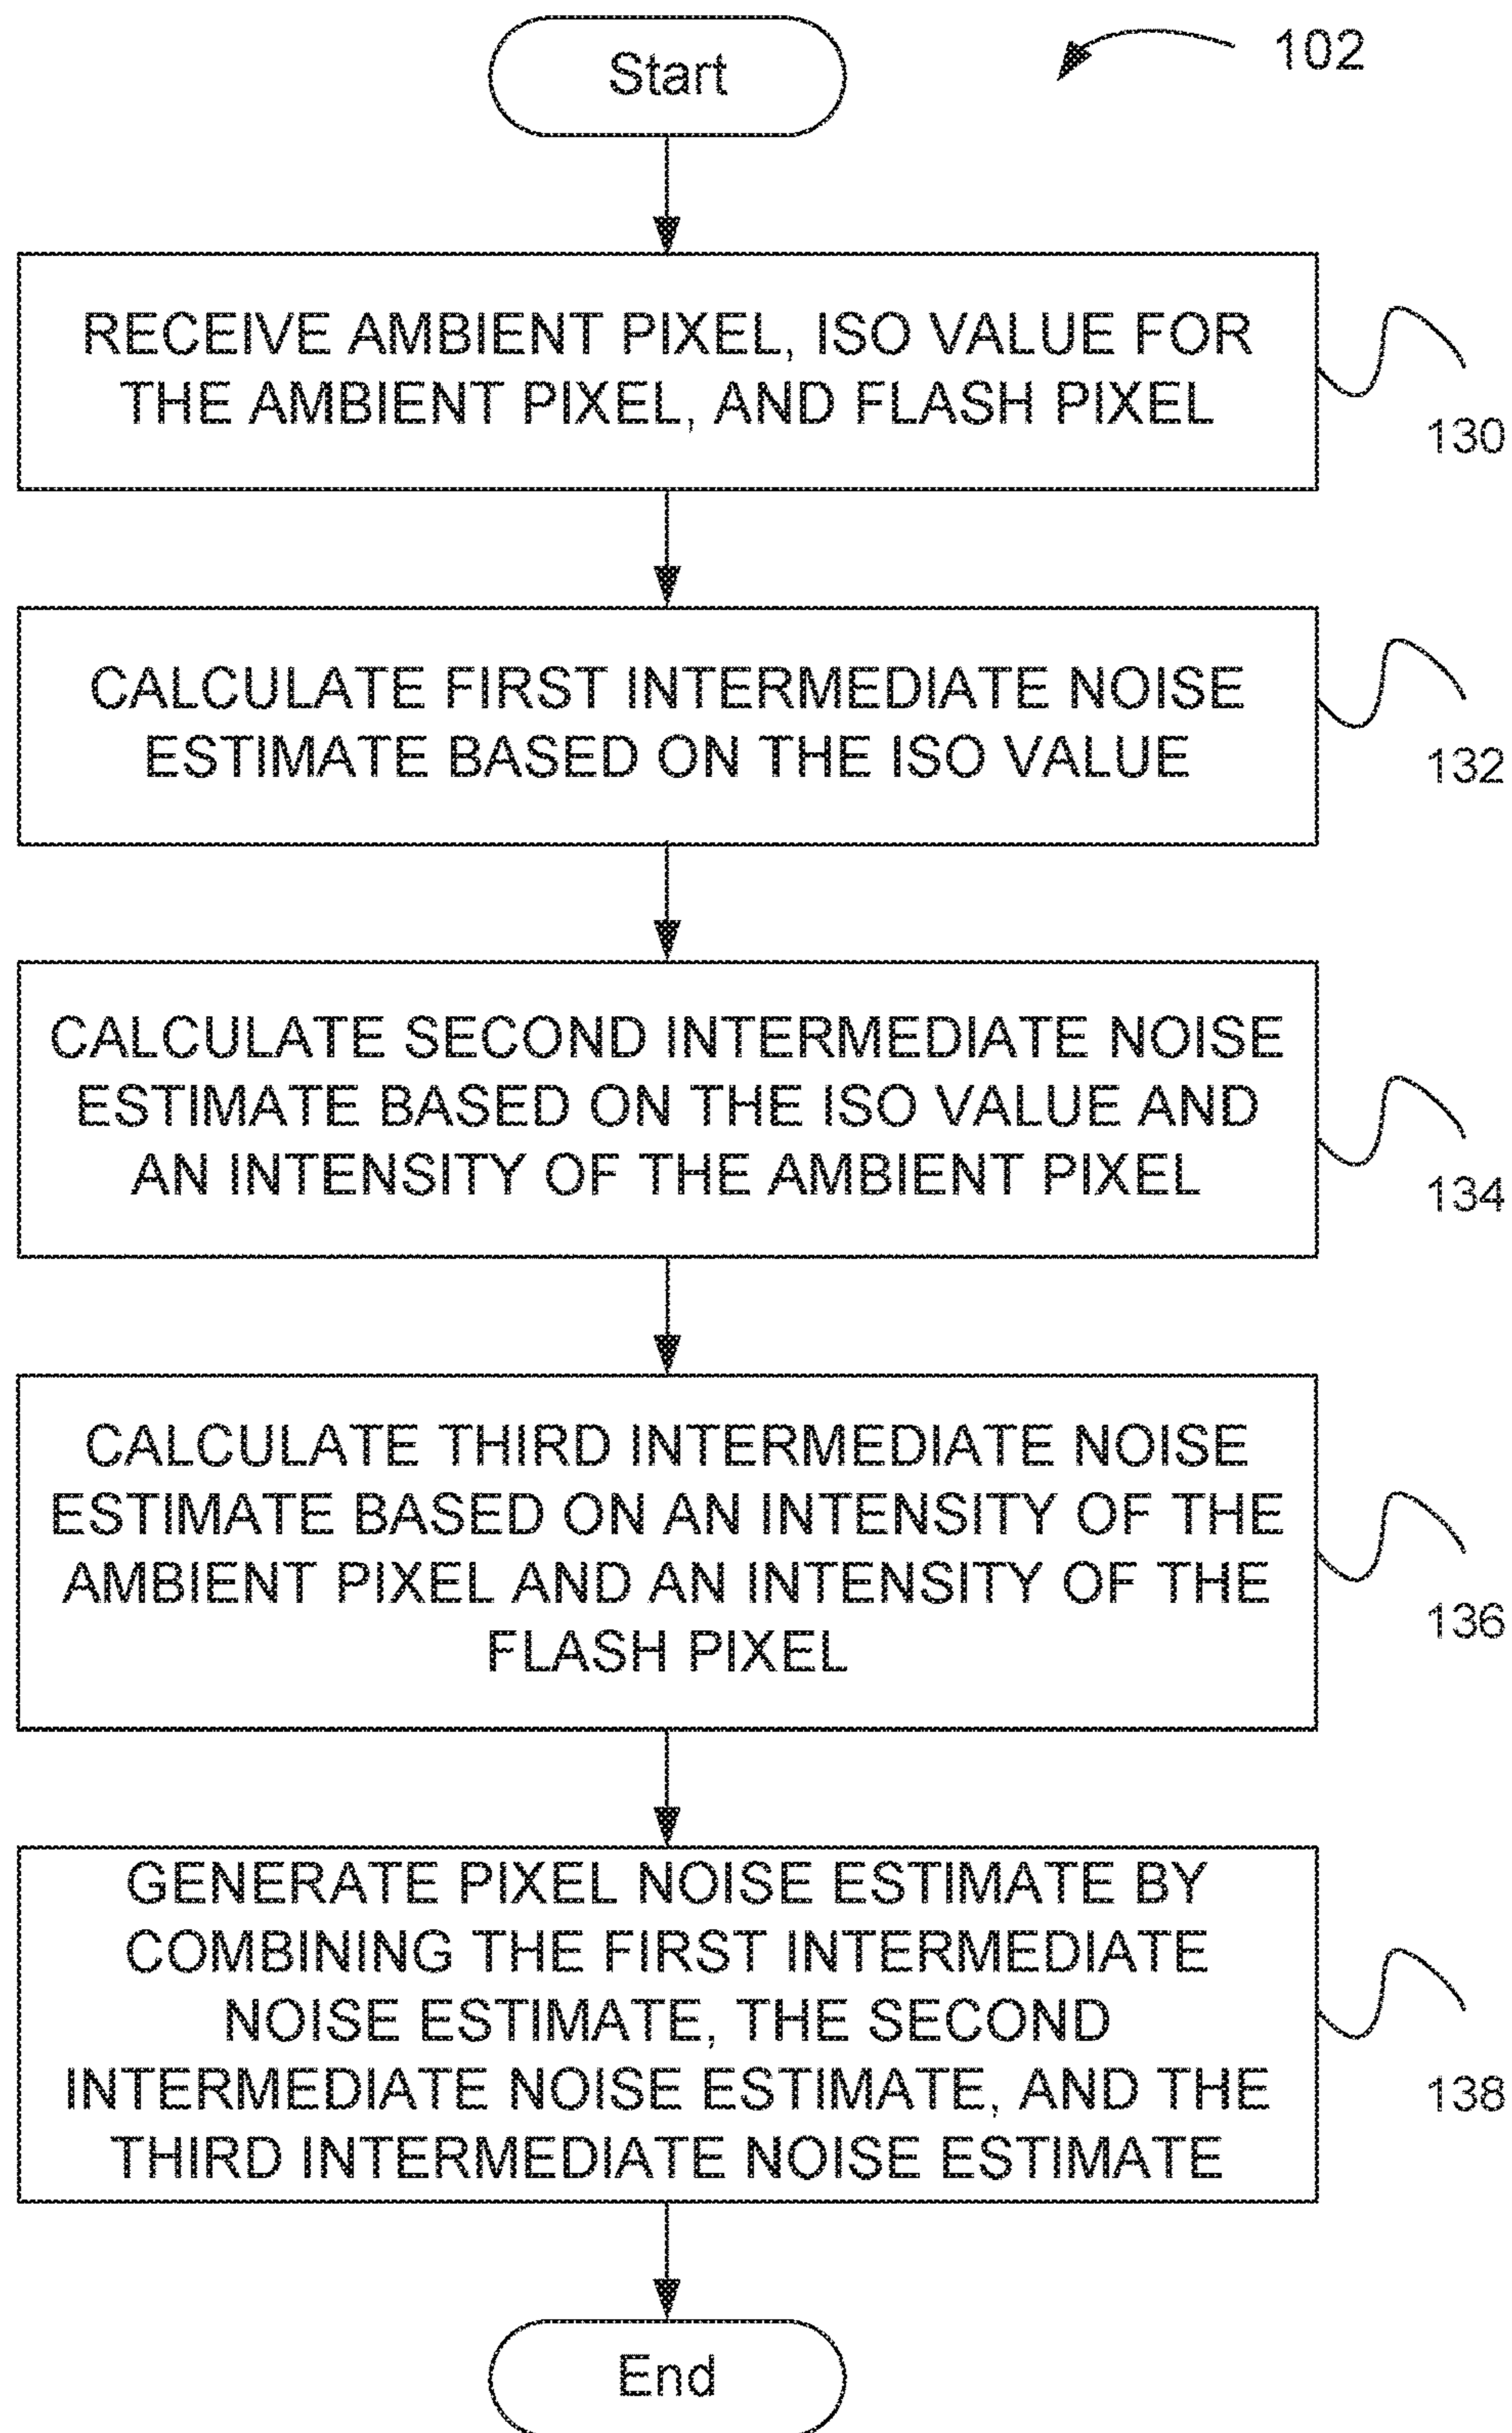 Start
102
RECEIVE AMBIENT PIXEL, ISO VALUE FOR
THE AMBIENT PIXEL, AND FLASH PIXEL
130
CALCULATE FIRST INTERMEDIATE NOISE
ESTIMATE BASED ON THE ISO VALUE
132
CALCULATE SECOND INTERMEDIATE NOISE
ESTIMATE BASED ON THE ISO VALUE AND
AN INTENSITY OF THE AMBIENT PIXEL
134
CALCULATE THIRD INTERMEDIATE NOISE
ESTIMATE BASED ON AN INTENSITY OF THE
AMBIENT PIXEL AND AN INTENSITY OF THE
FLASH PIXEL
136
GENERATE PIXEL NOISE ESTIMATE BY
COMBINING THE FIRST INTERMEDIATE
NOISE ESTIMATE, THE SECOND
INTERMEDIATE NOISE ESTIMATE, AND THE
THIRD INTERMEDIATE NOISE ESTIMATE
138
End